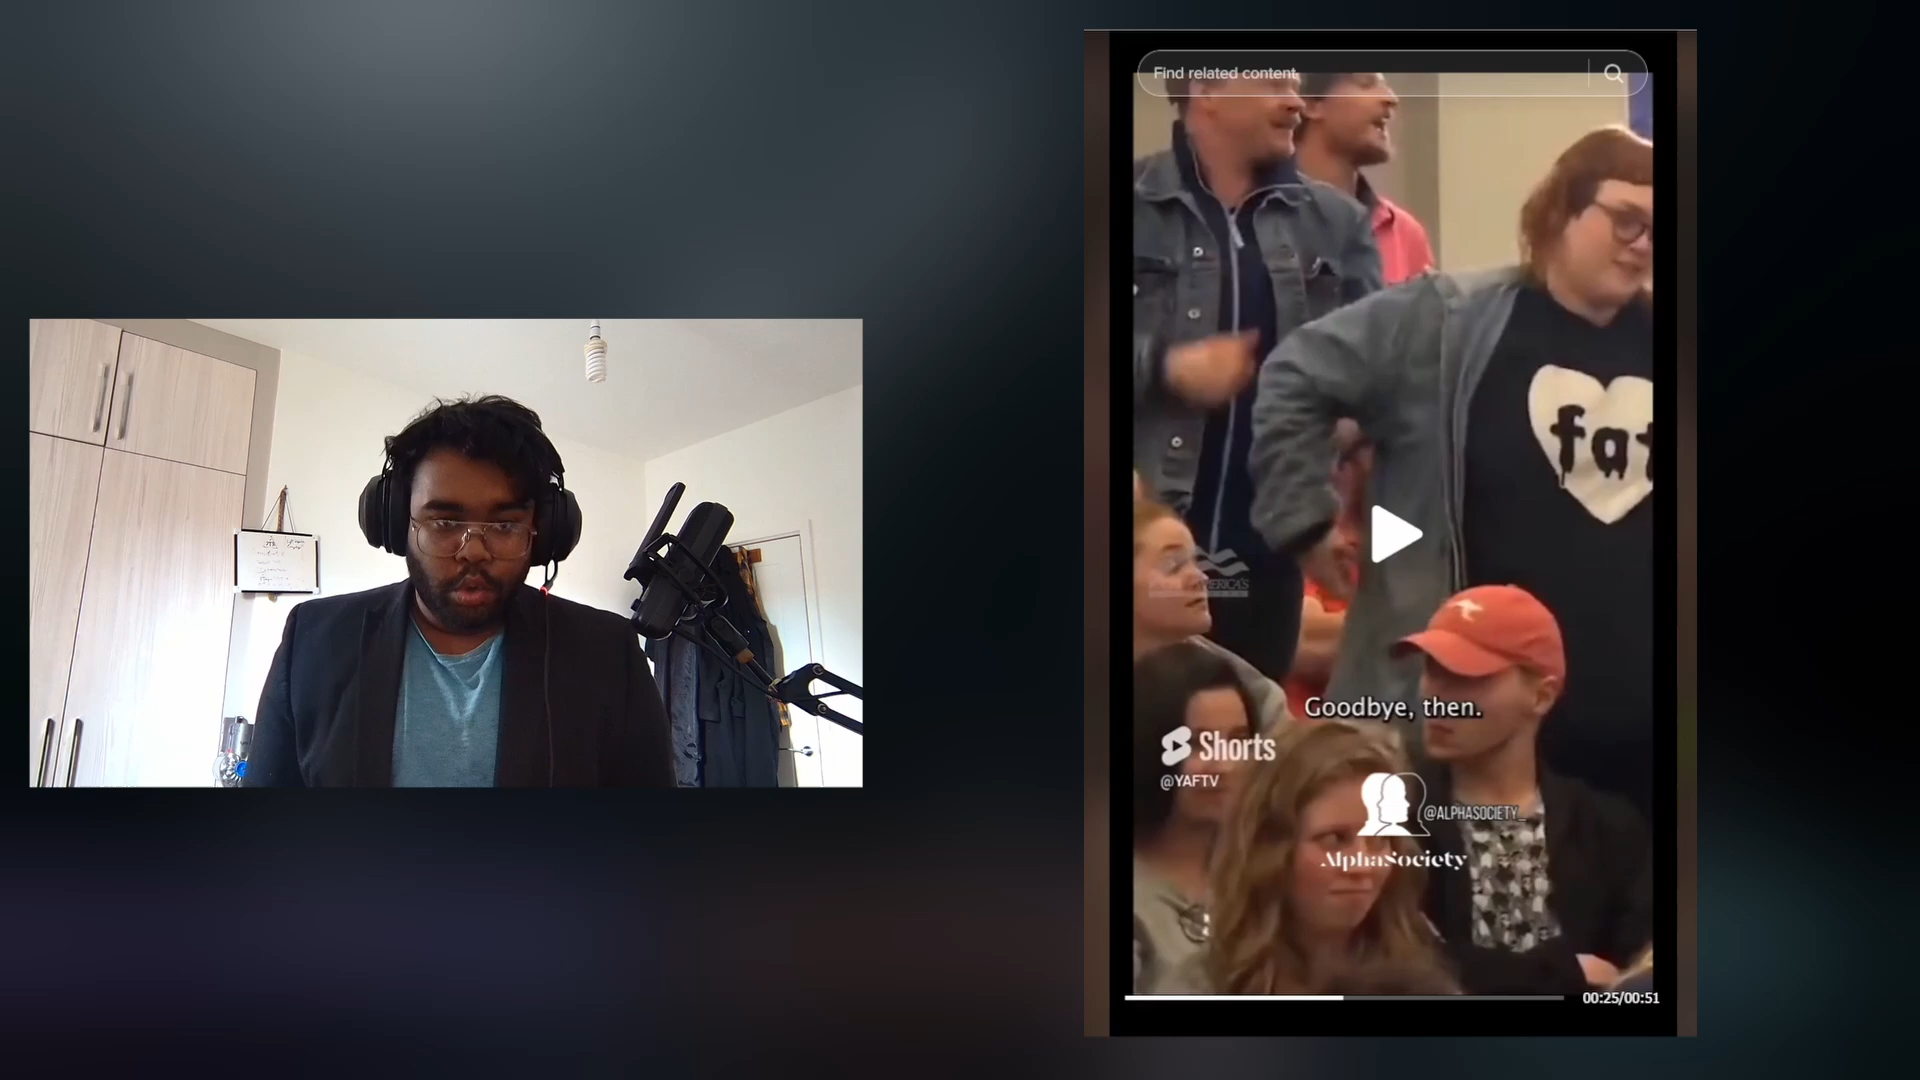 Find related content
fat
Goodbye, then.
Shorts
@YAFTV
@ALPHASOCIETY_
AlphaSociety
00:25/00:51